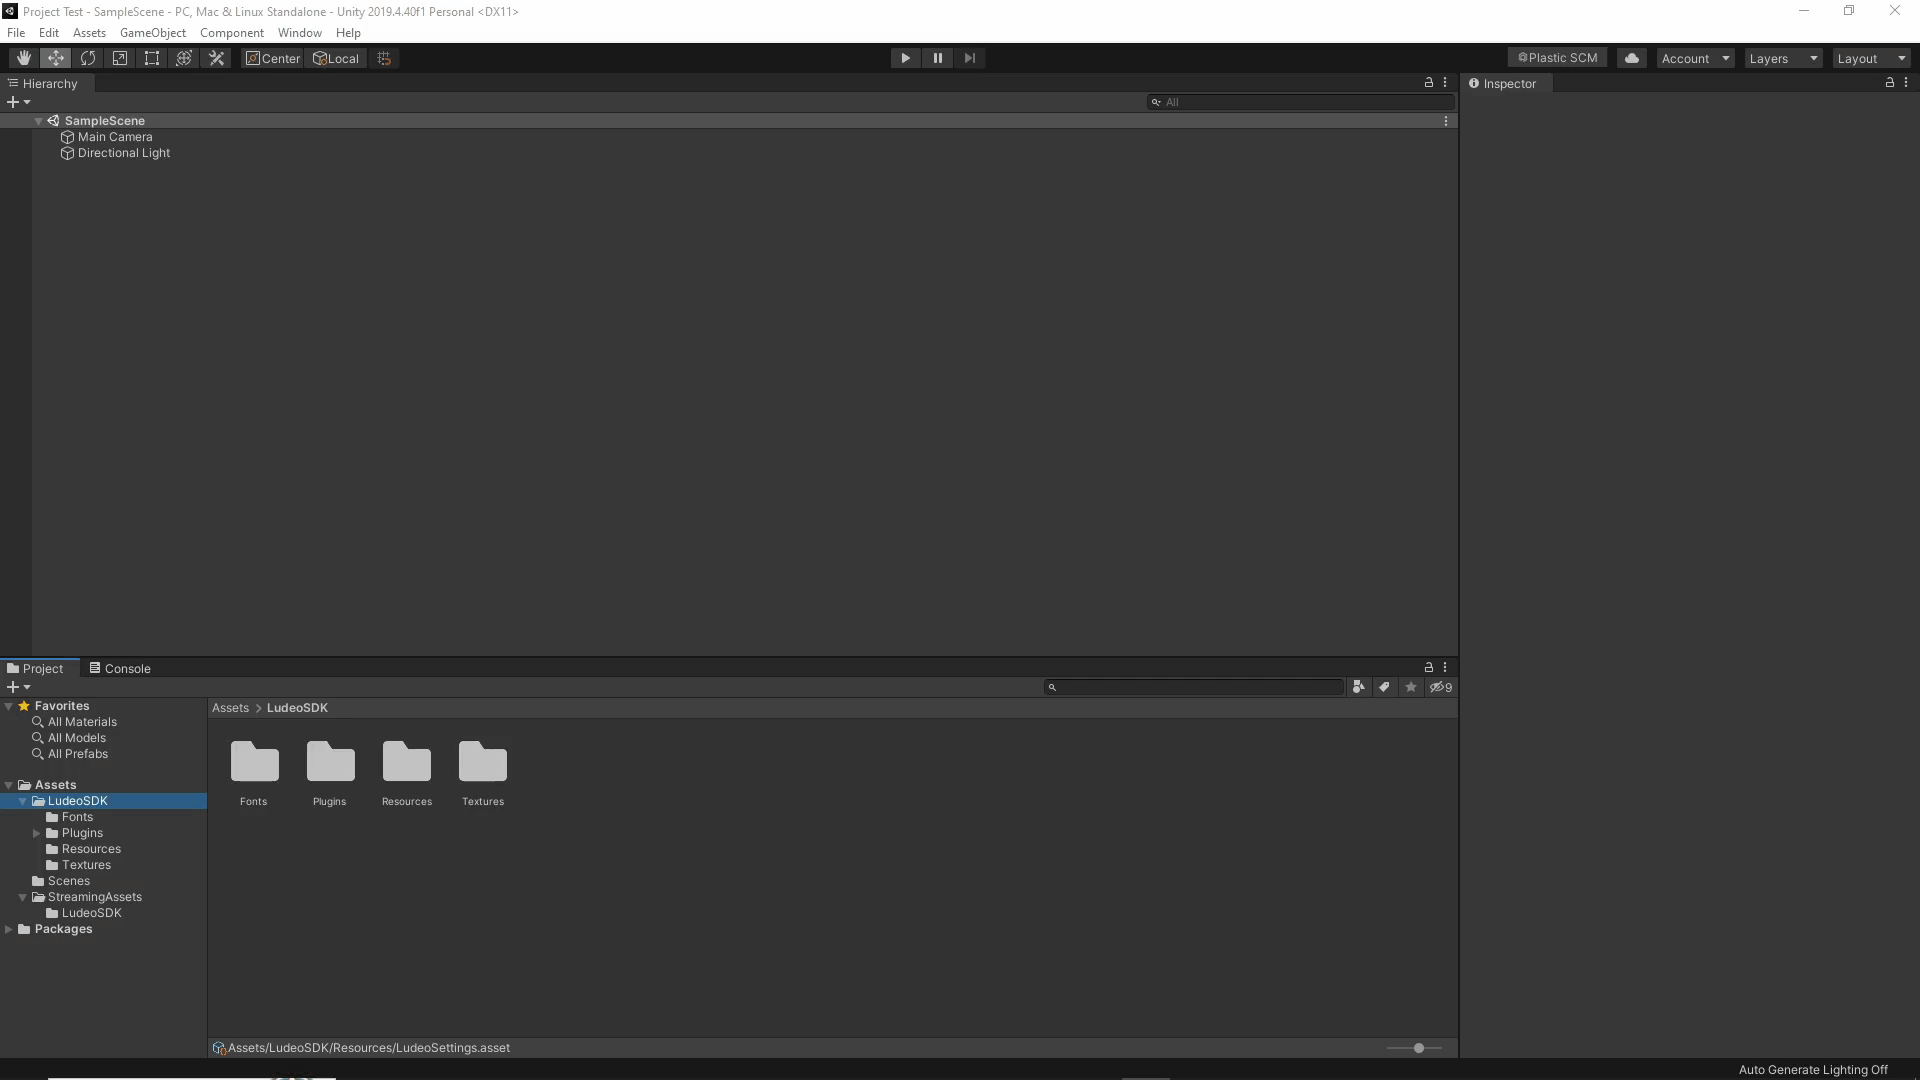 Project Test - SampleScene - PC, Mac & Linux Standalone - Unity 2019.4.40f1 Personal <DX11>
File Edit Assets GameObject Component Window Help
Center Local Plastic SCM Account Layers Layout
Hierarchy
All
SampleScene
Main Camera
Directional Light
Inspector
Project Console
9
Favorites
All Materials
All Models
All Prefabs
Assets
LudeoSDK
Fonts
Plugins
Resources
Textures
Scenes
StreamingAssets
LudeoSDK
Packages
Assets > LudeoSDK
Fonts Plugins Resources Textures
Assets/LudeoSDK/Resources/LudeoSettings.asset
Auto Generate Lighting Off